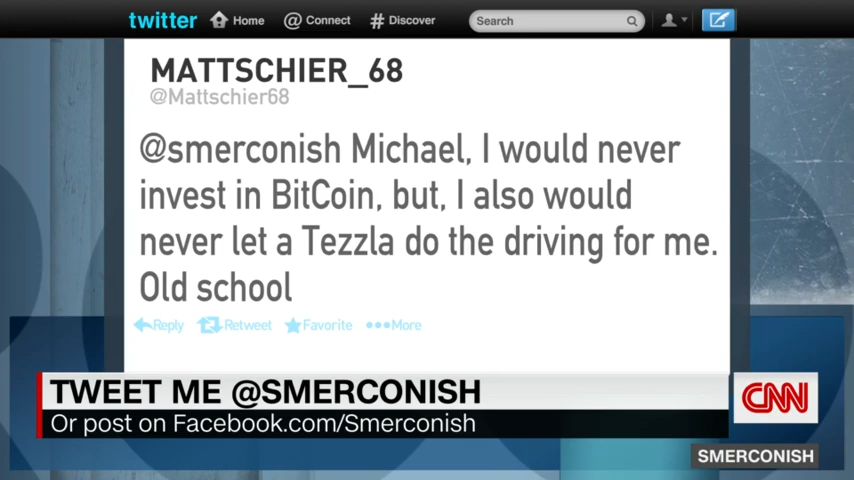 twitter Home @ Connect # Discover Search
MATTSCHIER_68
@Mattschier68
@smerconish Michael, I would never
invest in BitCoin, but, I also would
never let a Tezzla do the driving for me.
Old school
Reply Retweet Favorite More
TWEET ME @SMERCONISH
Or post on Facebook.com/Smerconish
CNN
SMERCONISH